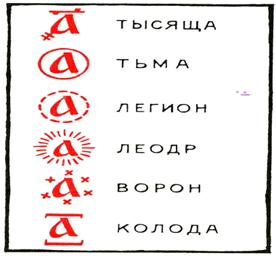 а ТЫСЯЩА
а ТЬМА
а ЛЕГИОН
а ЛЕОДР
а ВОРОН
а КОЛОДА